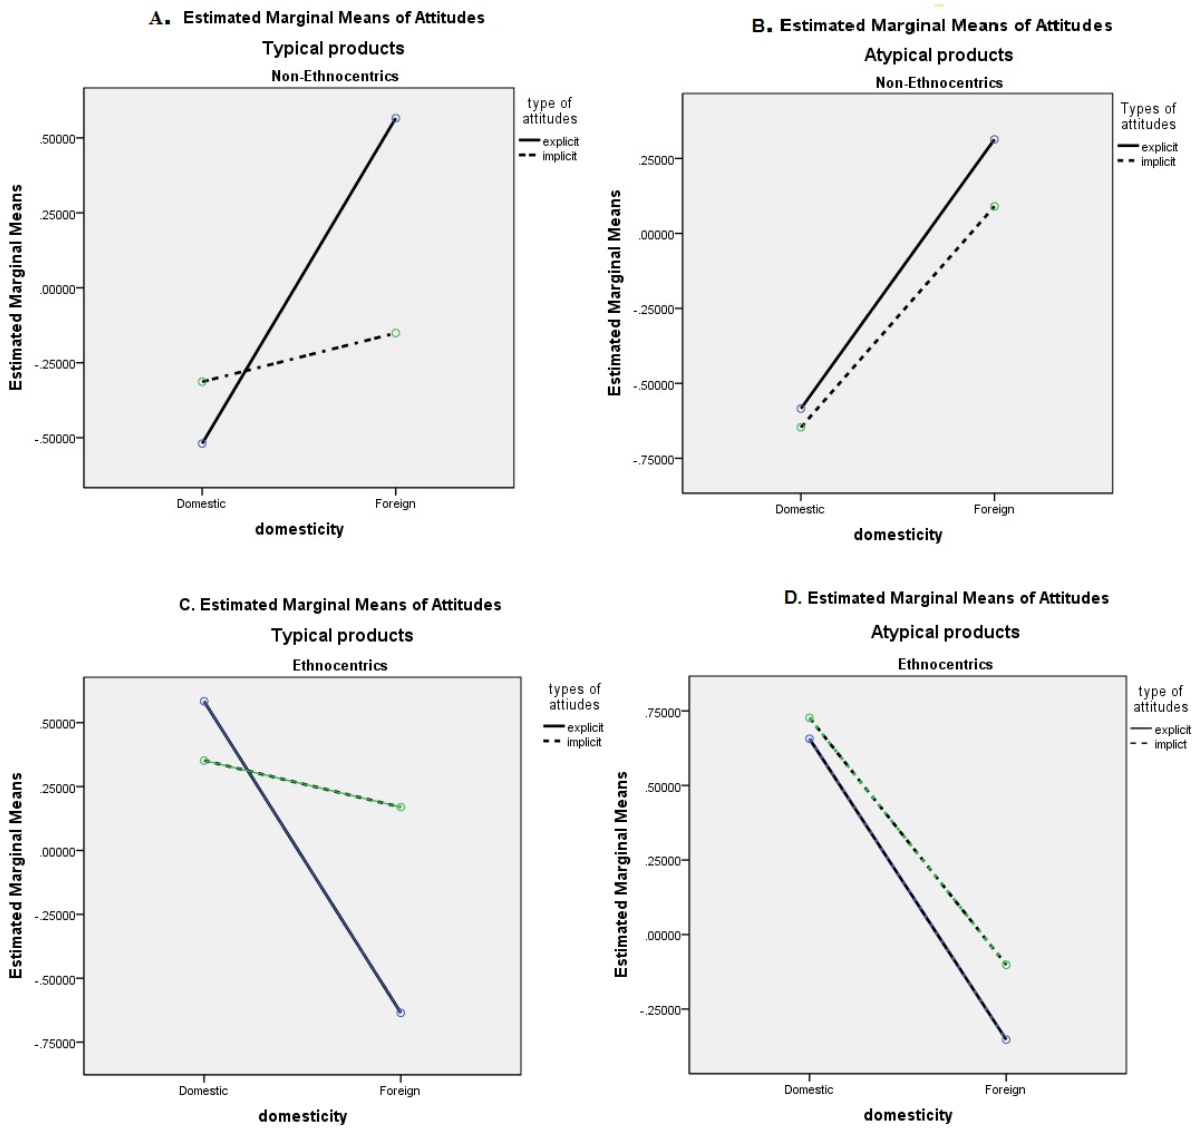 A. Estimated Marginal Means of Attitudes
Typical products
Non-Ethnocentrics
type of
attitudes
explicit
implicit
Estimated Marginal Means
.50000
.25000
.00000
-.25000
-.50000
Domestic
Foreign
domesticity
B. Estimated Marginal Means of Attitudes
Atypical products
Non-Ethnocentrics
Types of
attitudes
explicit
implicit
Estimated Marginal Means
.25000
.00000
-.25000
-.50000
-.75000
Domestic
Foreign
domesticity
C. Estimated Marginal Means of Attitudes
Typical products
Ethnocentrics
types of
attiudes
explicit
implicit
Estimated Marginal Means
.50000
.25000
.00000
-.25000
-.50000
-.75000
Domestic
Foreign
domesticity
D. Estimated Marginal Means of Attitudes
Atypical products
Ethnocentrics
type of
attitudes
explicit
implict
Estimated Marginal Means
.75000
.50000
.25000
.00000
-.25000
Domestic
Foreign
domesticity